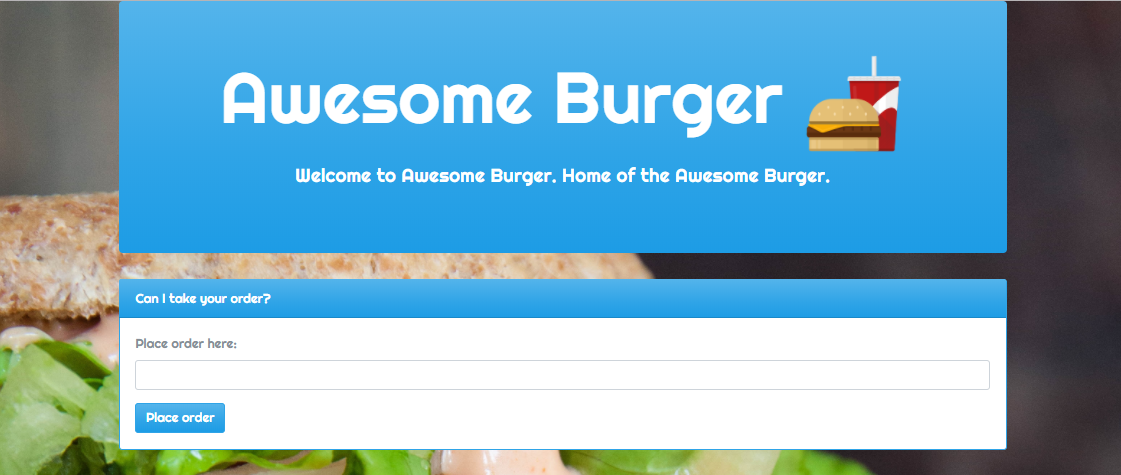 Awesome Burger
Welcome to Awesome Burger. Home of the Awesome Burger.
Can I take your order?
Place order here:
Place order